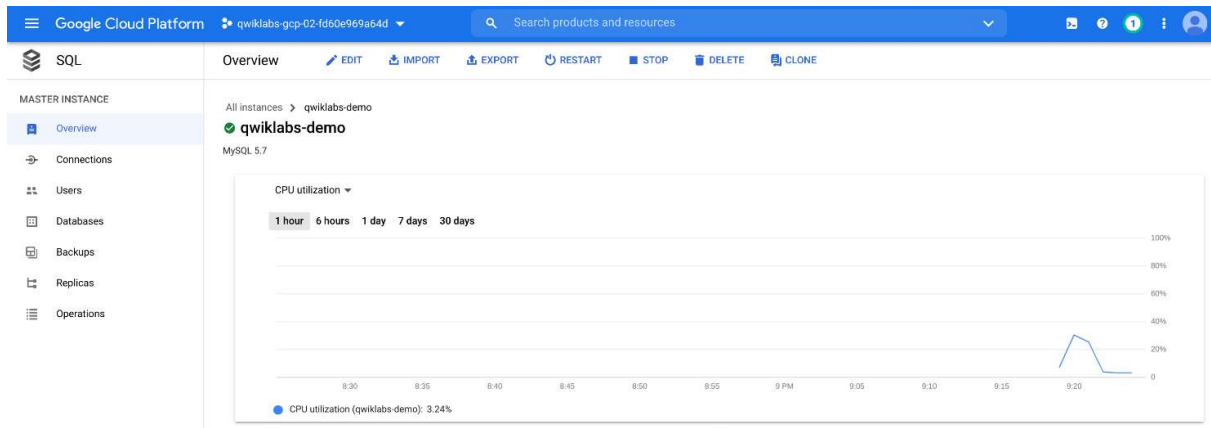 Google Cloud Platform qwiklabs-gcp-02-fd60e969a64d Search products and resources 1
SQL Overview EDIT IMPORT EXPORT RESTART STOP DELETE CLONE
MASTER INSTANCE
Overview
Connections
Users
Databases
Backups
Replicas
Operations
All instances > qwiklabs-demo
qwiklabs-demo
MySQL 5.7
CPU utilization
1 hour 6 hours 1 day 7 days 30 days
100%
80%
60%
40%
20%
0
8:30 8:35 8:40 8:45 8:50 8:55 9 PM 9:05 9:10 9:15 9:20
CPU utilization (qwiklabs-demo): 3.24%